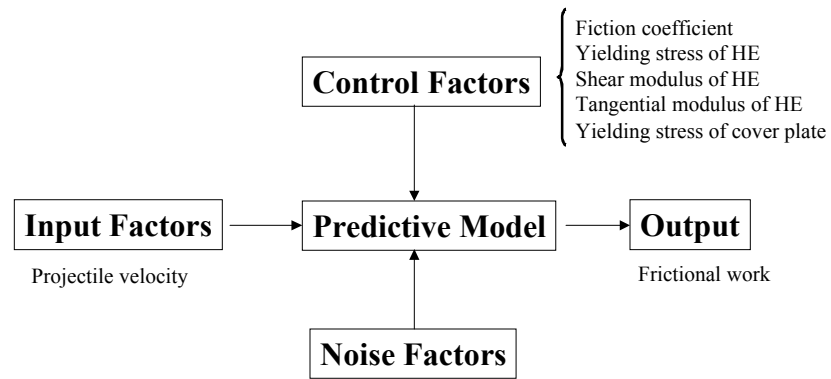 Fiction coefficient
Yielding stress of HE
Shear modulus of HE
Tangential modulus of HE
Yielding stress of cover plate
Control Factors
Input Factors
Predictive Model
Output
Projectile velocity
Frictional work
Noise Factors